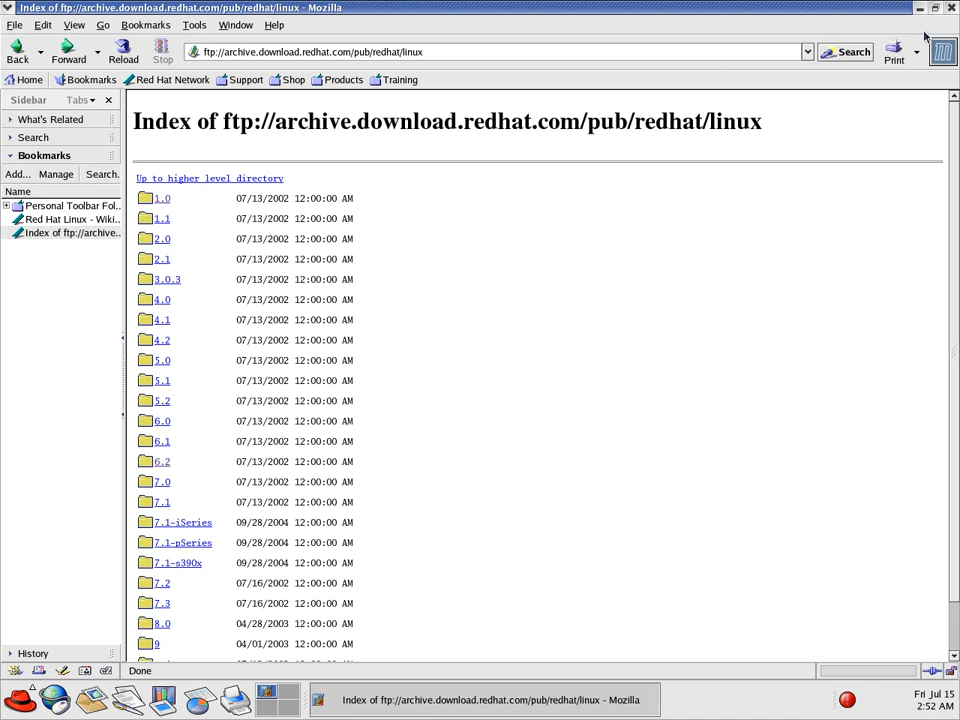 Index of ftp://archive.download.redhat.com/pub/redhat/linux - Mozilla
File Edit View Go Bookmarks Tools Window Help
Back Forward Reload Stop ftp://archive.download.redhat.com/pub/redhat/linux Search Print
Home Bookmarks Red Hat Network Support Shop Products Training
Sidebar Tabs
What's Related
Search
Bookmarks
Add... Manage Search.
Name
Personal Toolbar Fol..
Red Hat Linux - Wiki..
Index of ftp://archive..
History
Index of ftp://archive.download.redhat.com/pub/redhat/linux
Up to higher level directory
1.0 07/13/2002 12:00:00 AM
1.1 07/13/2002 12:00:00 AM
2.0 07/13/2002 12:00:00 AM
2.1 07/13/2002 12:00:00 AM
3.0.3 07/13/2002 12:00:00 AM
4.0 07/13/2002 12:00:00 AM
4.1 07/13/2002 12:00:00 AM
4.2 07/13/2002 12:00:00 AM
5.0 07/13/2002 12:00:00 AM
5.1 07/13/2002 12:00:00 AM
5.2 07/13/2002 12:00:00 AM
6.0 07/13/2002 12:00:00 AM
6.1 07/13/2002 12:00:00 AM
6.2 07/13/2002 12:00:00 AM
7.0 07/13/2002 12:00:00 AM
7.1 07/13/2002 12:00:00 AM
7.1-iSeries 09/28/2004 12:00:00 AM
7.1-pSeries 09/28/2004 12:00:00 AM
7.1-s390x 09/28/2004 12:00:00 AM
7.2 07/16/2002 12:00:00 AM
7.3 07/16/2002 12:00:00 AM
8.0 04/28/2003 12:00:00 AM
9 04/01/2003 12:00:00 AM
Done
Index of ftp://archive.download.redhat.com/pub/redhat/linux - Mozilla
Fri Jul 15
2:52 AM